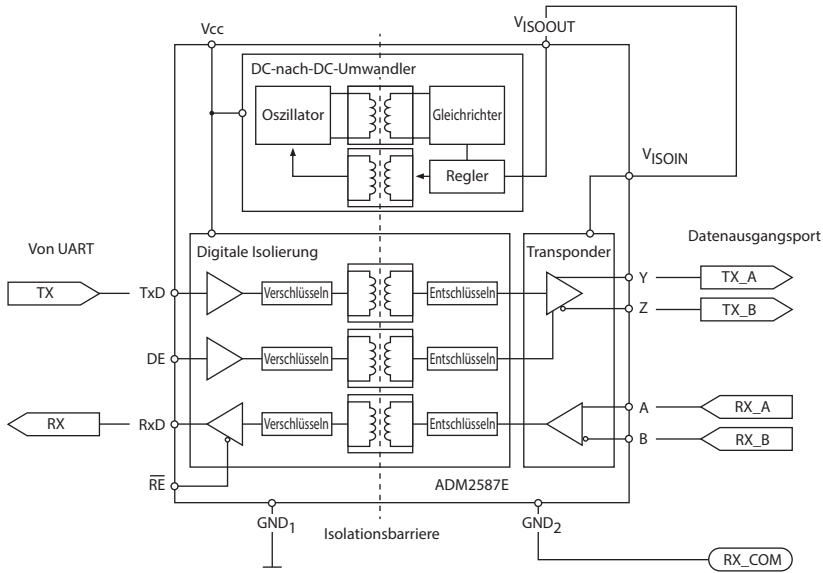 Vcc
VISOOUT
DC-nach-DC-Umwandler
Oszillator
Gleichrichter
Regler
VISOIN
Von UART
Digitale Isolierung
Transponder
Datenausgangsport
TX
TxD
Verschlüsseln
Entschlüsseln
Y
TX_A
Z
TX_B
DE
Verschlüsseln
Entschlüsseln
RX
RxD
Verschlüsseln
Entschlüsseln
A
RX_A
B
RX_B
RE
ADM2587E
GND1
Isolationsbarriere
GND2
RX_COM